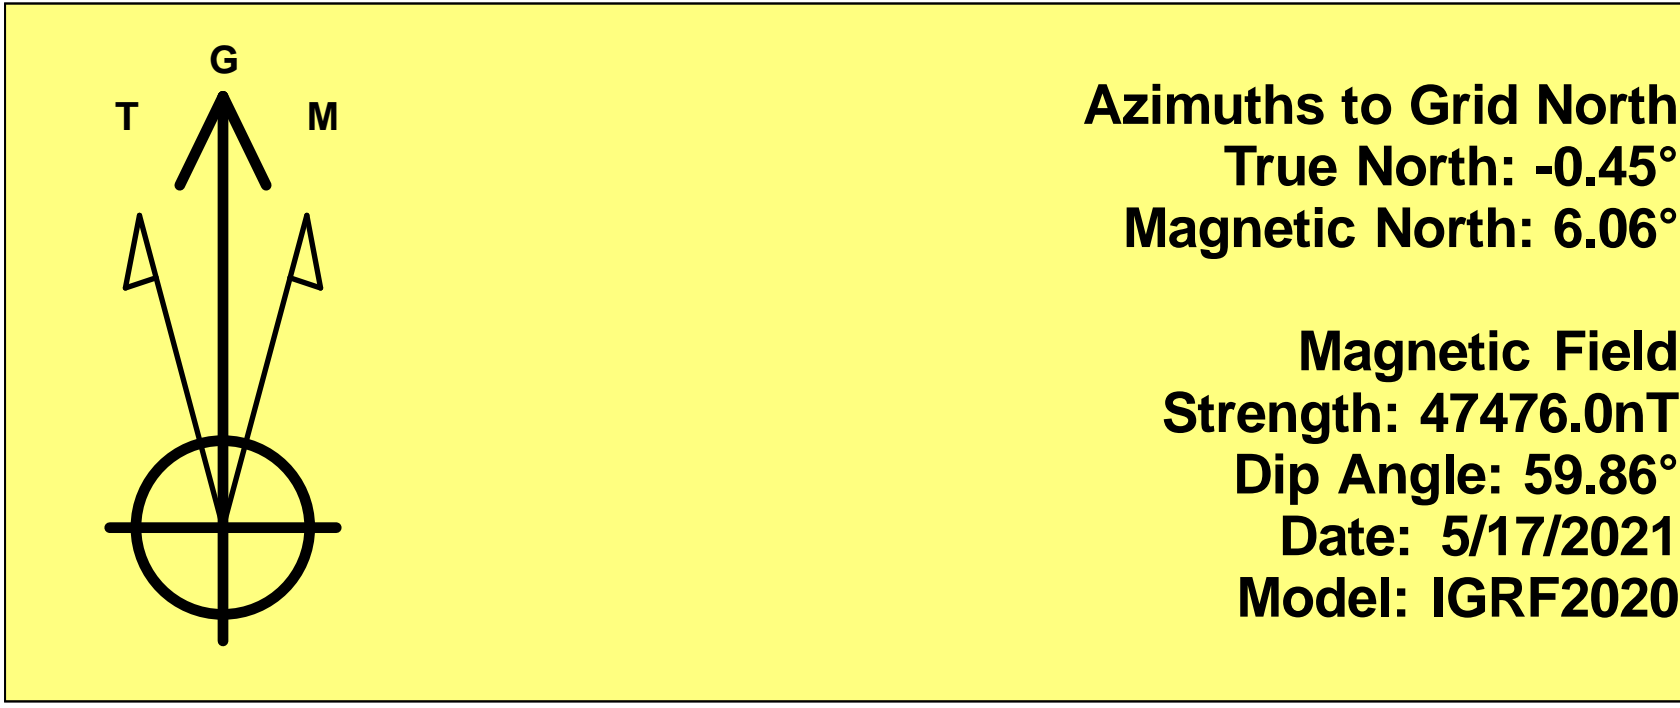 G
T
M
Azimuths to Grid North
True North: -0.45°
Magnetic North: 6.06°
Magnetic Field
Strength: 47476.0nT
Dip Angle: 59.86°
Date: 5/17/2021
Model: IGRF2020